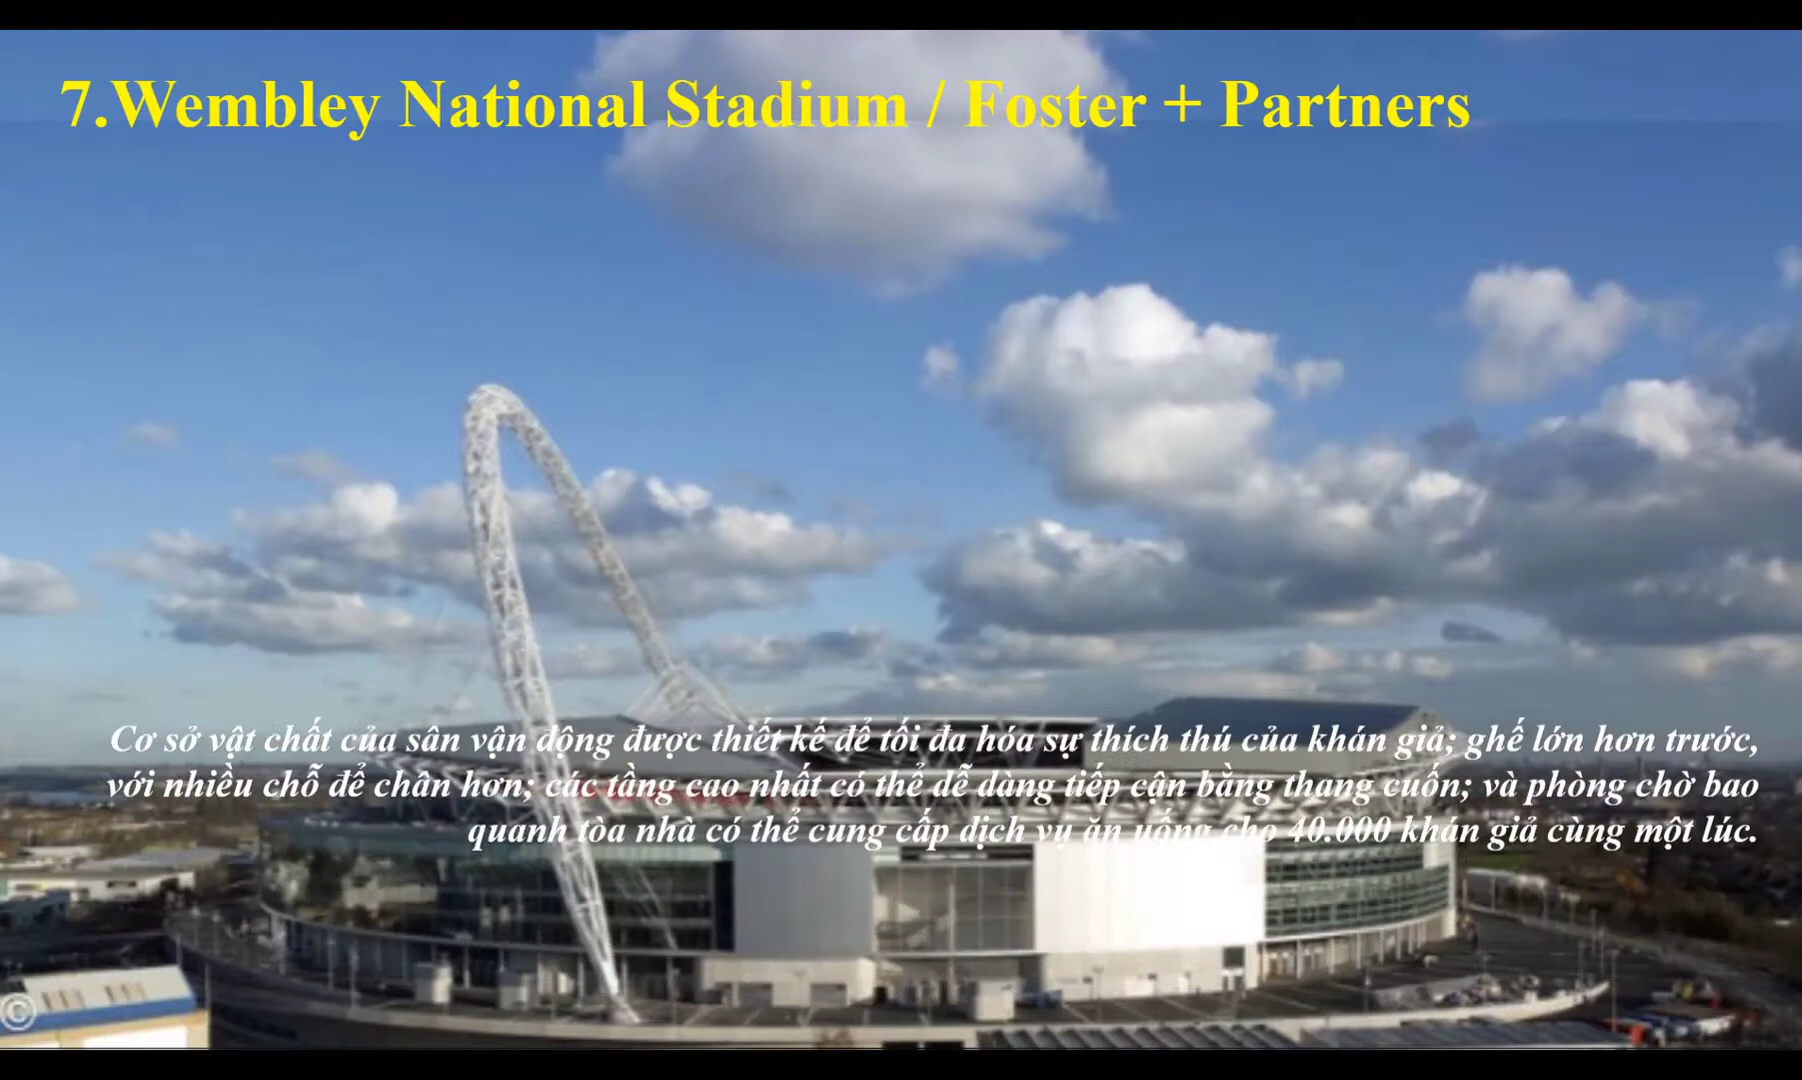 7.Wembley National Stadium / Foster + Partners
Cơ sở vật chất của sân vận động được thiết kế để tối đa hóa sự thích thú của khán giả; ghế lớn hơn trước,
với nhiều chỗ để chân hơn; các tầng cao nhất có thể dễ dàng tiếp cận bằng thang cuốn; và phòng chờ bao
quanh tòa nhà có thể cung cấp dịch vụ ăn uống cho 40.000 khán giả cùng một lúc.
©